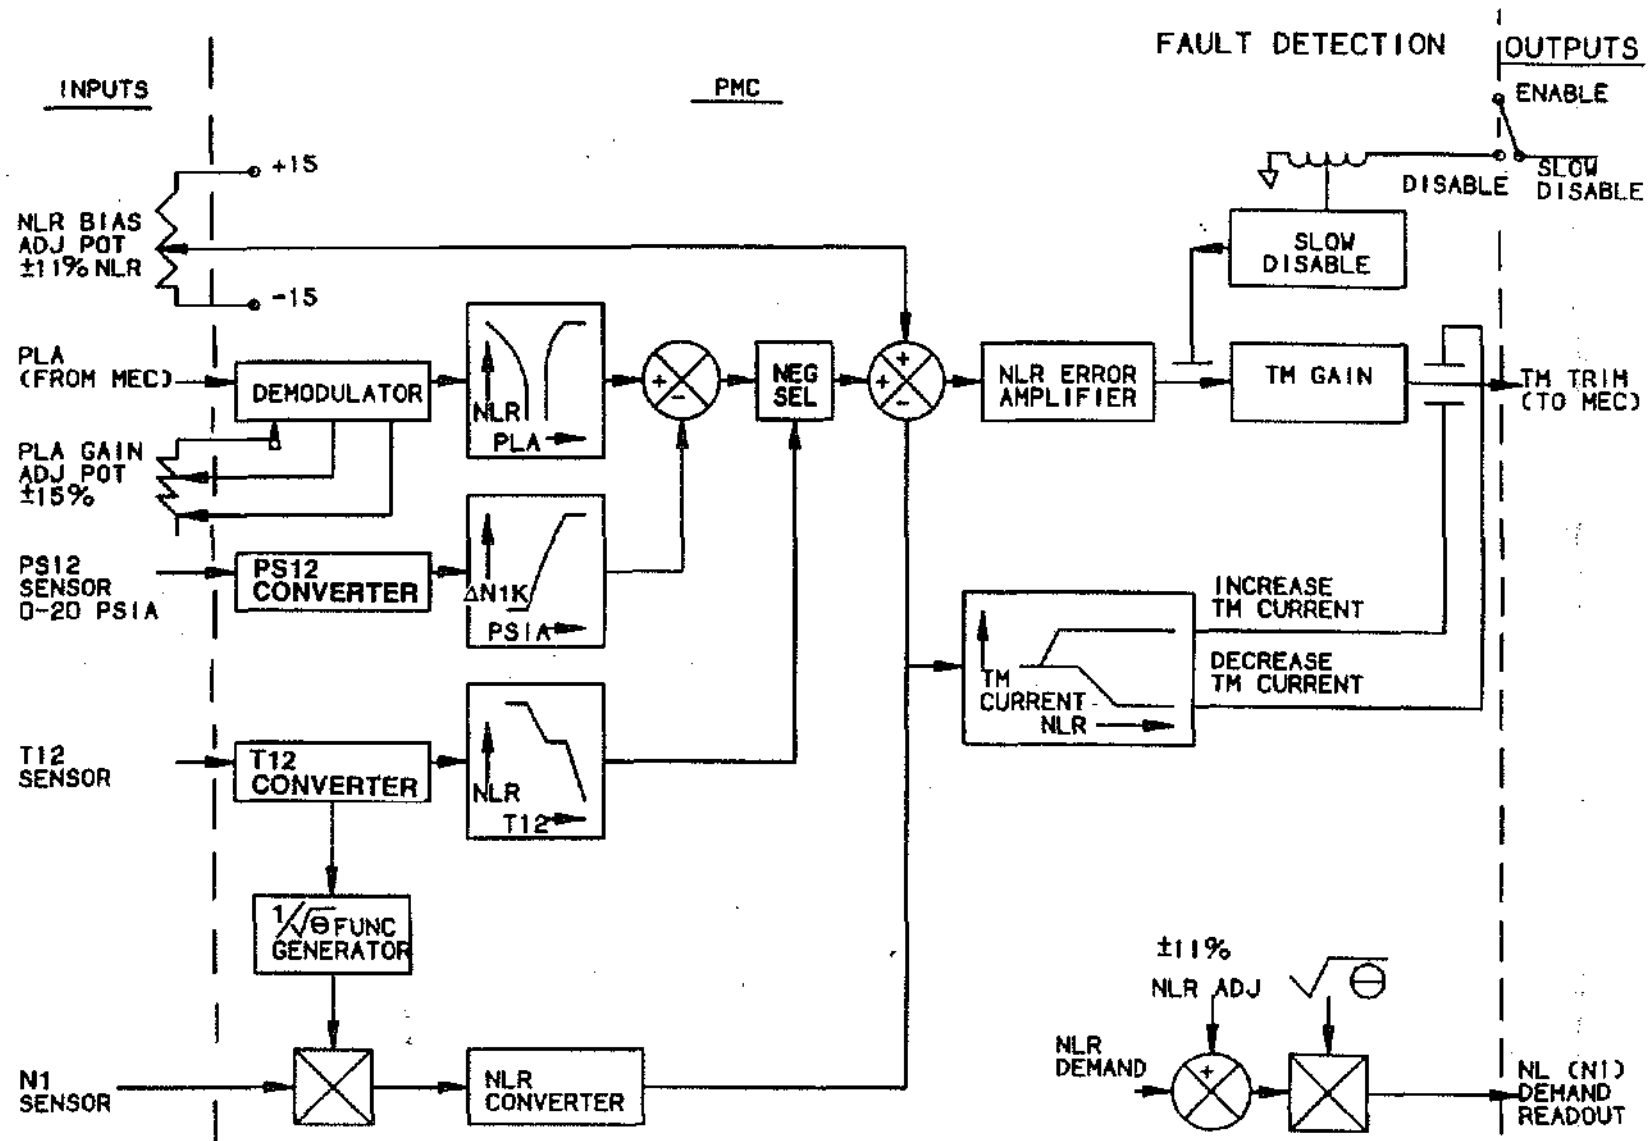 FAULT DETECTION
OUTPUTS
INPUTS
PMC
ENABLE
+15
SLOW
DISABLE
DISABLE
NLR BIAS
ADJ POT
±11% NLR
SLOW
DISABLE
-15
PLA
(FROM MEC)
DEMODULATOR
NLR
PLA
+
-
NEG
SEL
+
+
-
NLR ERROR
AMPLIFIER
TM GAIN
TM TRIM
(TO MEC)
PLA GAIN
ADJ POT
±15%
PS12
SENSOR
0-20 PSIA
PS12
CONVERTER
ΔN1K
PSIA
INCREASE
TM CURRENT
DECREASE
TM CURRENT
TM
CURRENT
NLR
T12
SENSOR
T12
CONVERTER
NLR
T12
1/√Θ FUNC
GENERATOR
±11%
NLR ADJ
√Θ
N1
SENSOR
NLR
CONVERTER
NLR
DEMAND
+
NL (N1)
DEMAND
READOUT